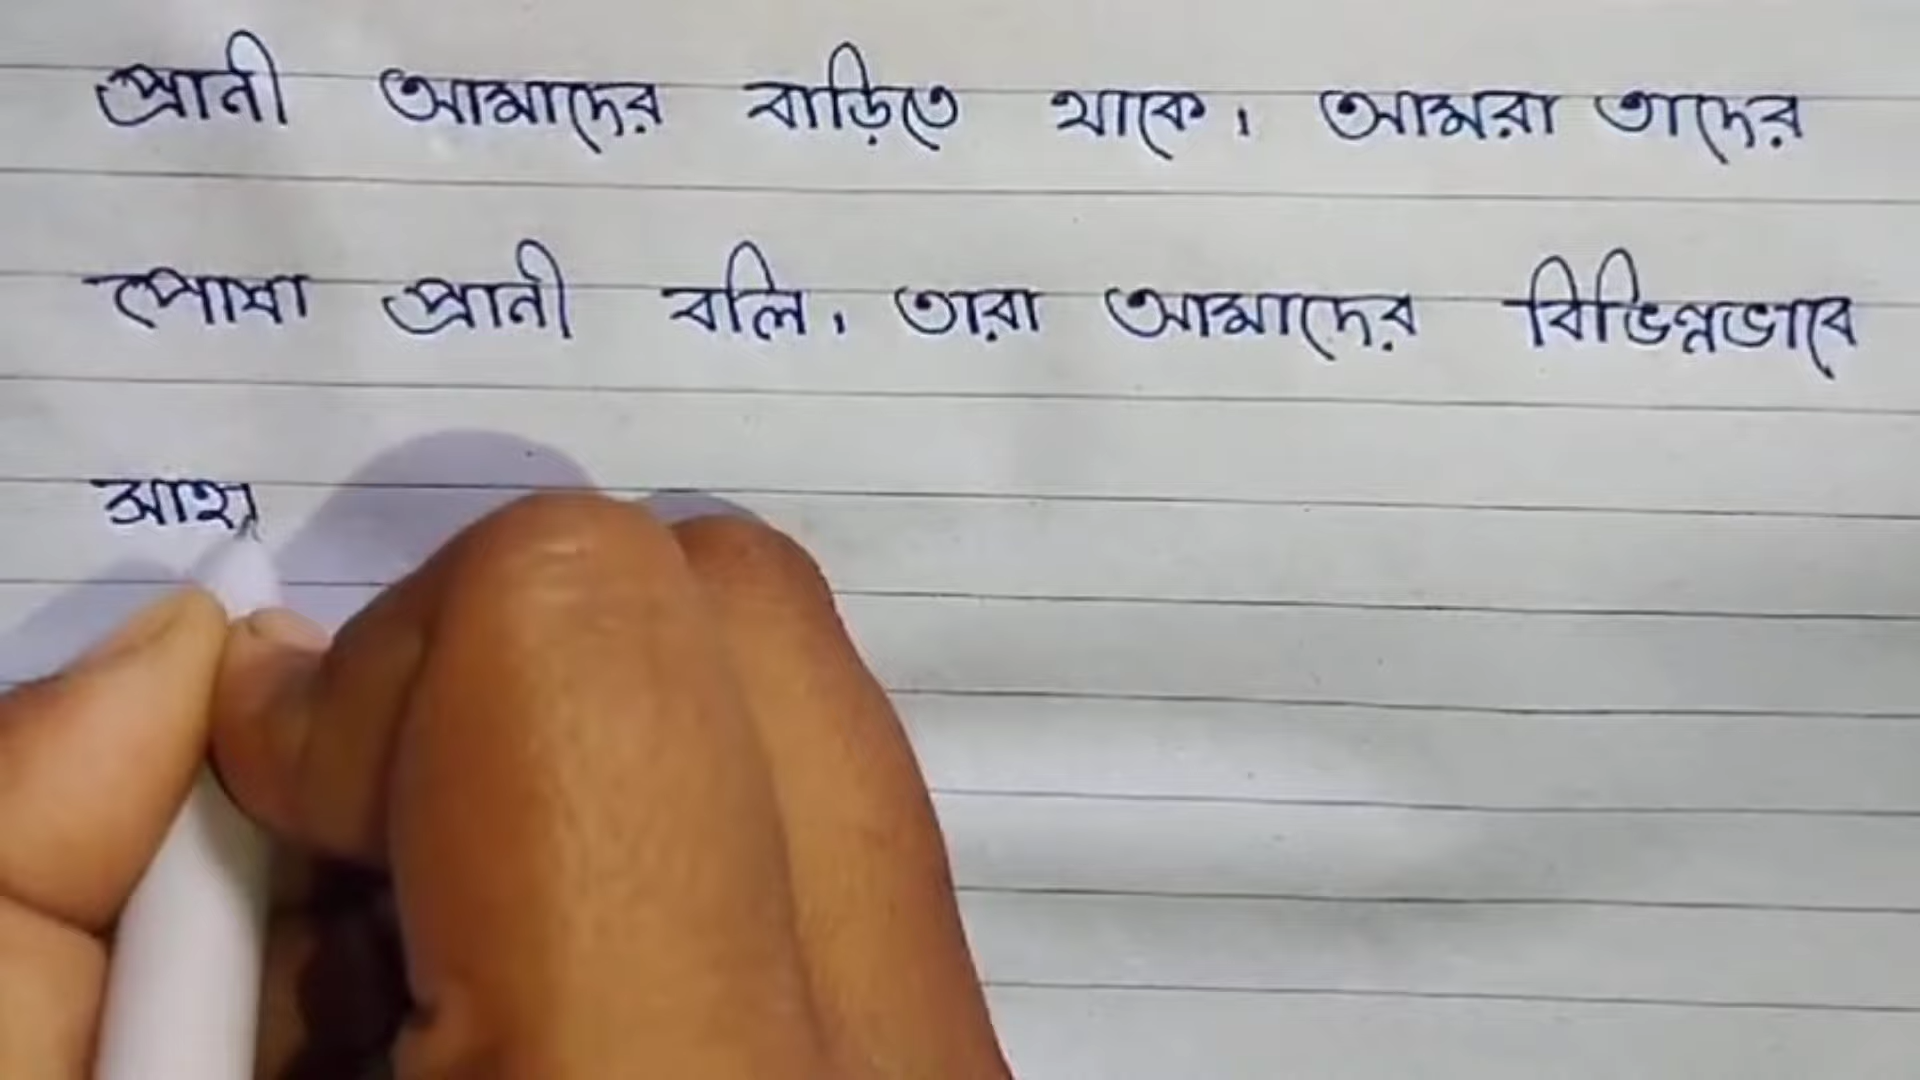 প্রানী আমাদের বাড়িতে থাকে। আমরা তাদের
পোষা প্রানী বলি। তারা আমাদের বিভিন্নভাবে
সাহা